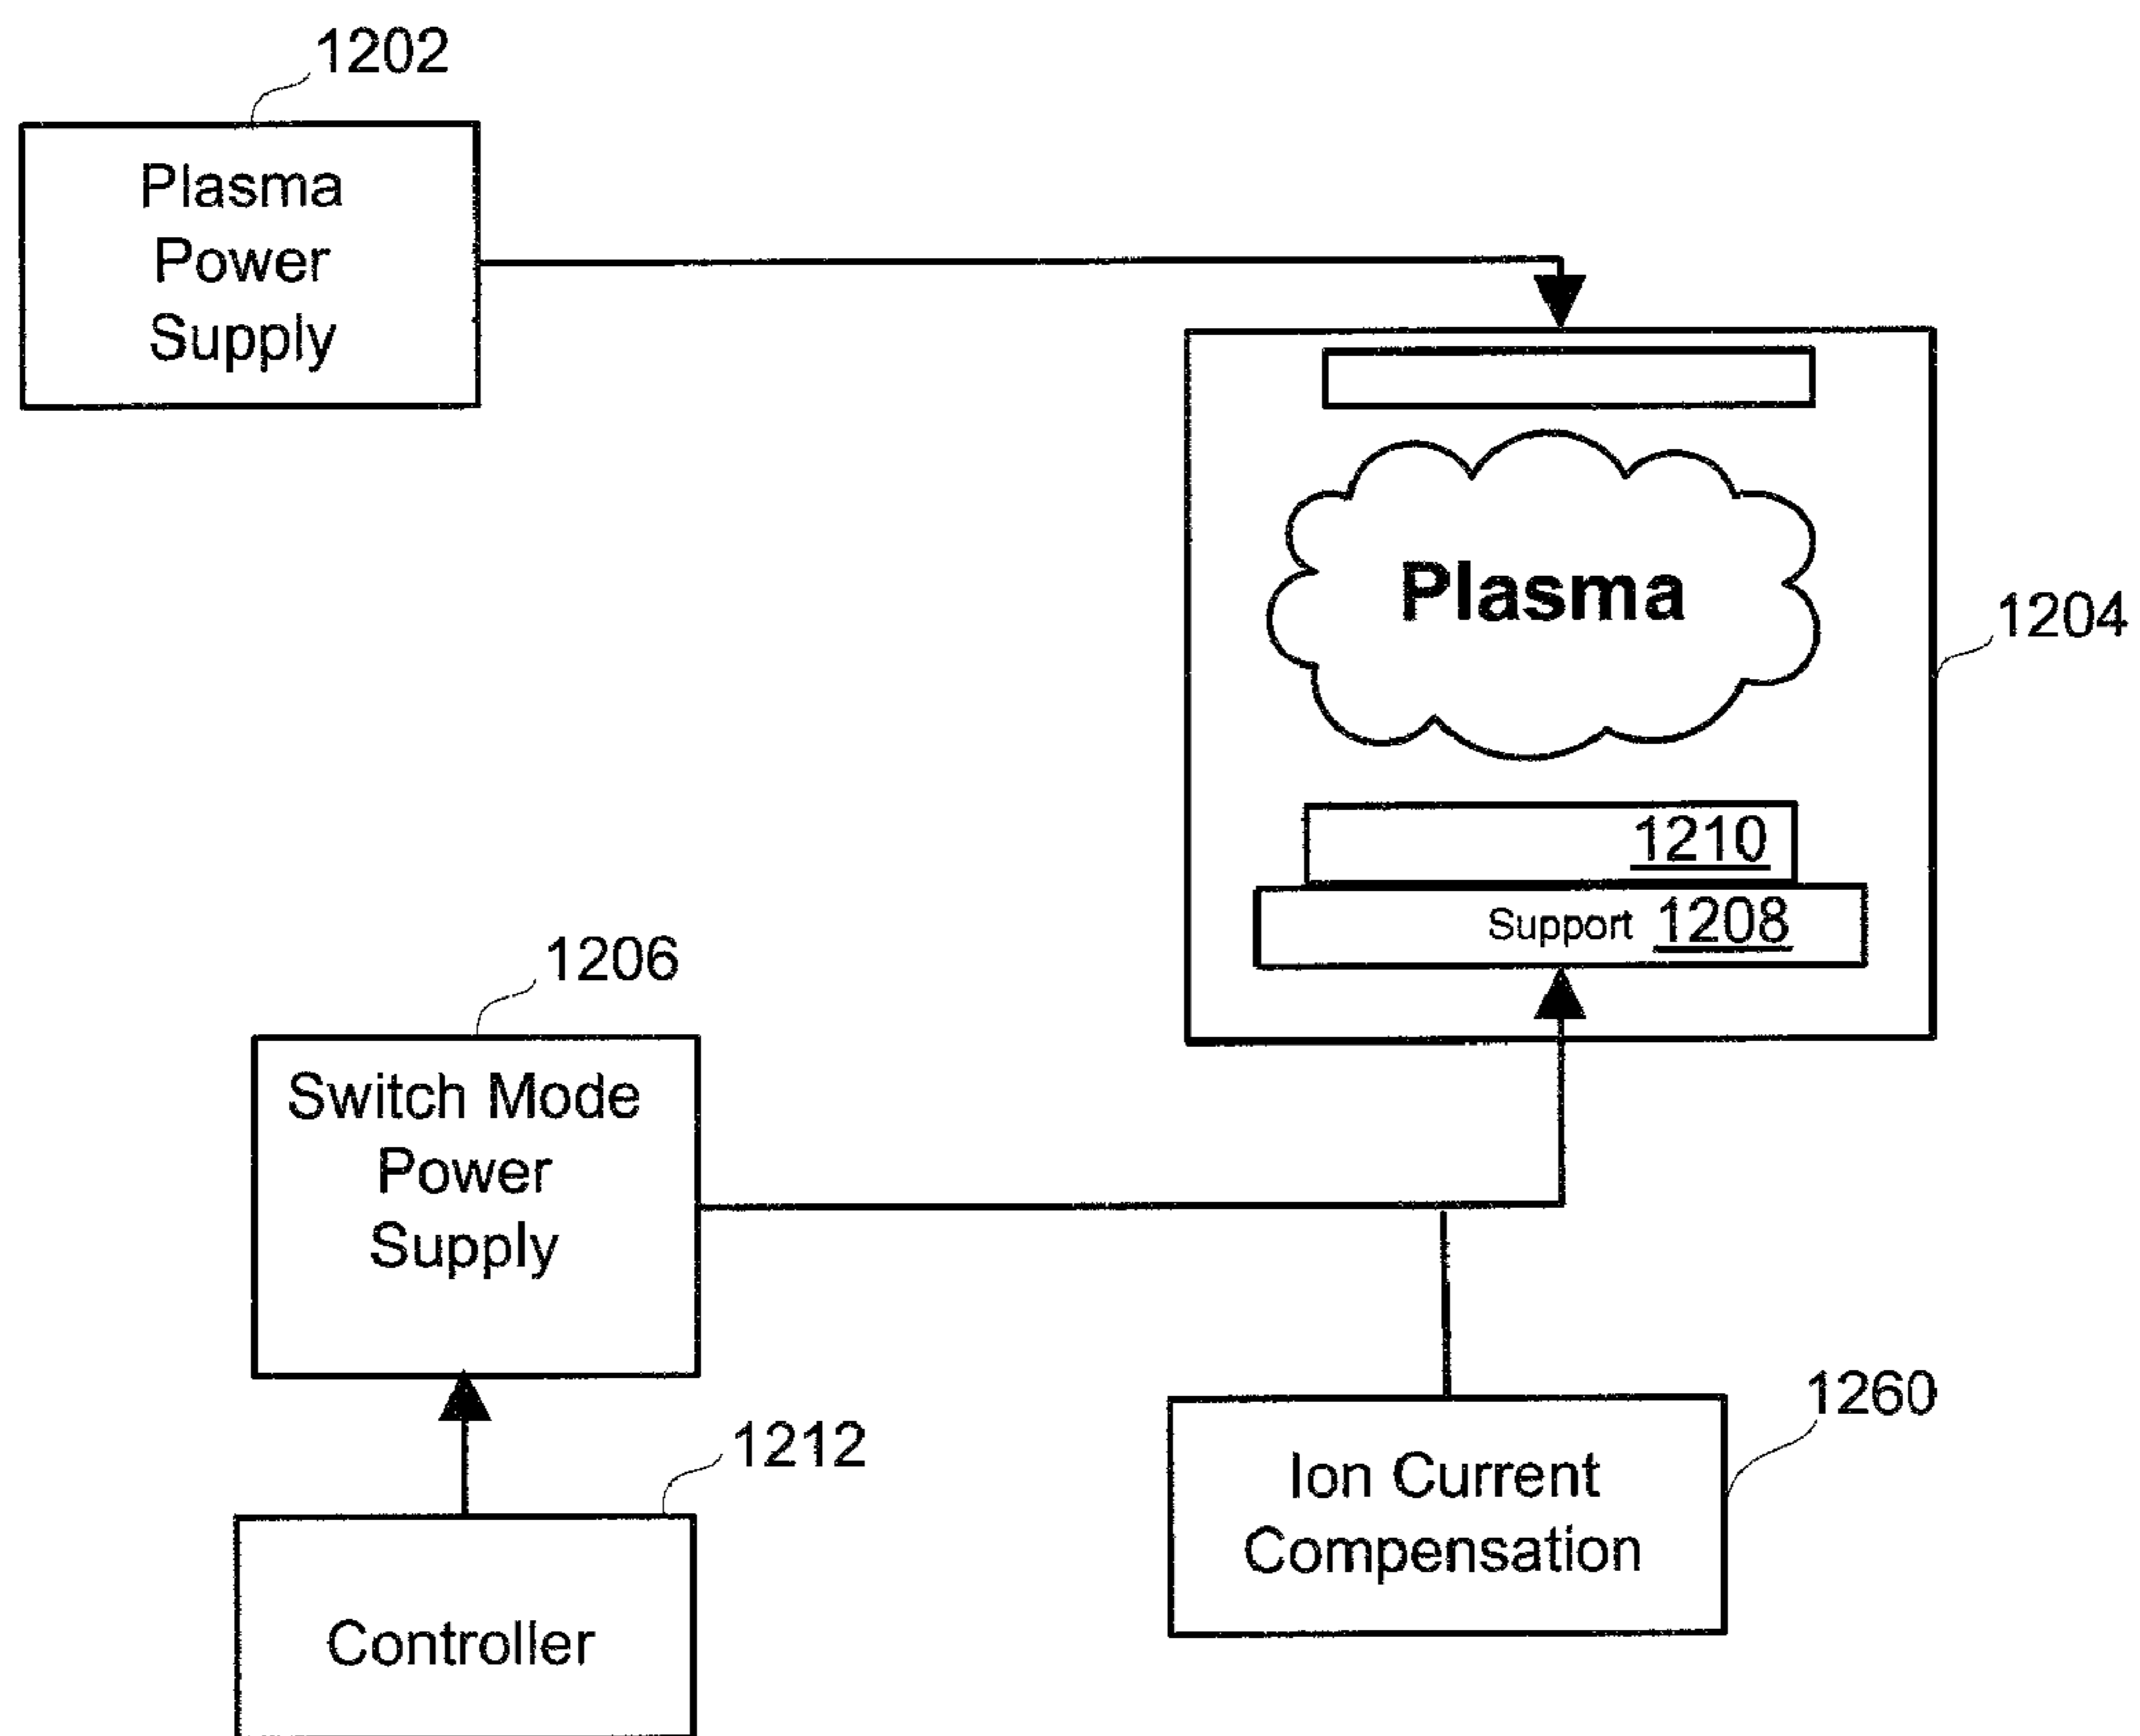 1202
Plasma
Power
Supply
Plasma
1204
1210
Support 1208
1206
Switch Mode
Power
Supply
1212
Controller
1260
Ion Current
Compensation